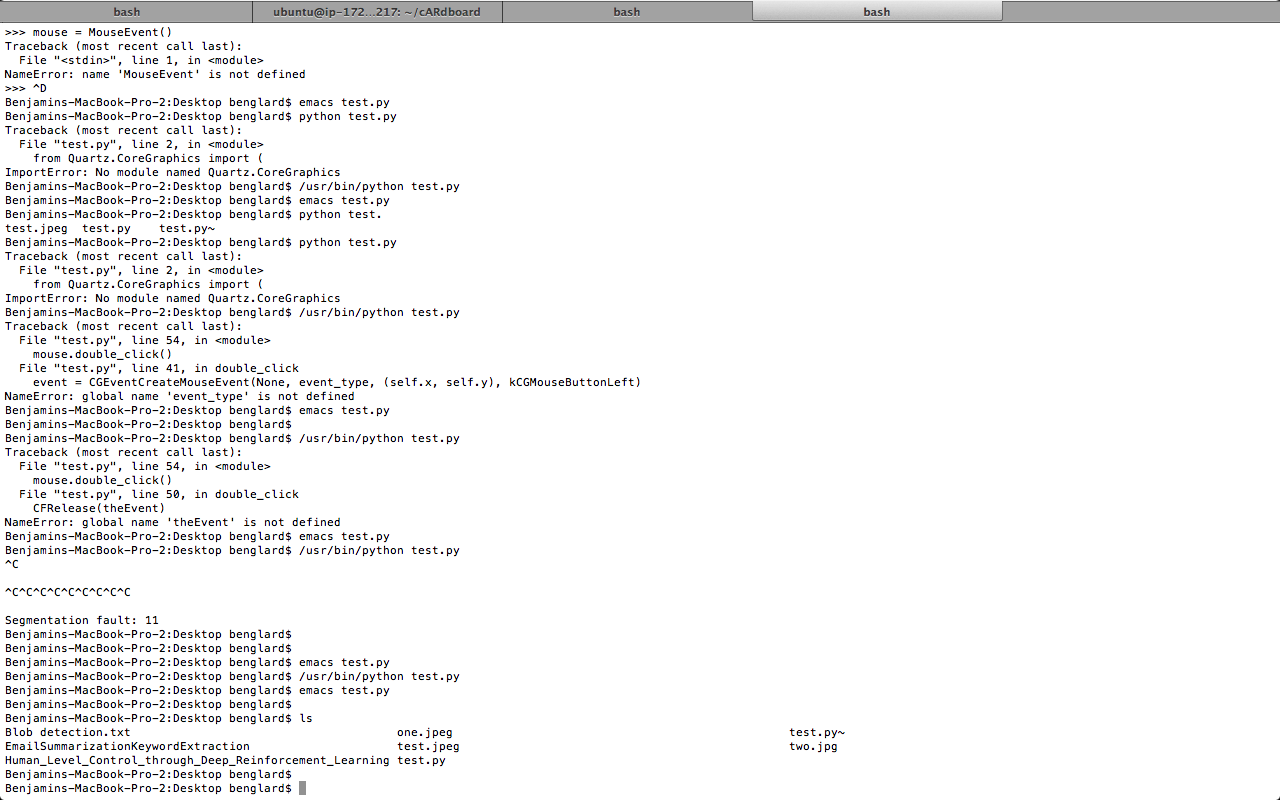 bash
ubuntu@ip-172...217: ~/cARdboard
bash
bash
>>> mouse = MouseEvent()
Traceback (most recent call last):
  File "<stdin>", line 1, in <module>
NameError: name 'MouseEvent' is not defined
>>> ^D
Benjamins-MacBook-Pro-2:Desktop benglard$ emacs test.py
Benjamins-MacBook-Pro-2:Desktop benglard$ python test.py
Traceback (most recent call last):
  File "test.py", line 2, in <module>
    from Quartz.CoreGraphics import (
ImportError: No module named Quartz.CoreGraphics
Benjamins-MacBook-Pro-2:Desktop benglard$ /usr/bin/python test.py
Benjamins-MacBook-Pro-2:Desktop benglard$ emacs test.py
Benjamins-MacBook-Pro-2:Desktop benglard$ python test.
test.jpeg  test.py    test.py~
Benjamins-MacBook-Pro-2:Desktop benglard$ python test.py
Traceback (most recent call last):
  File "test.py", line 2, in <module>
    from Quartz.CoreGraphics import (
ImportError: No module named Quartz.CoreGraphics
Benjamins-MacBook-Pro-2:Desktop benglard$ /usr/bin/python test.py
Traceback (most recent call last):
  File "test.py", line 54, in <module>
    mouse.double_click()
  File "test.py", line 41, in double_click
    event = CGEventCreateMouseEvent(None, event_type, (self.x, self.y), kCGMouseButtonLeft)
NameError: global name 'event_type' is not defined
Benjamins-MacBook-Pro-2:Desktop benglard$ emacs test.py
Benjamins-MacBook-Pro-2:Desktop benglard$
Benjamins-MacBook-Pro-2:Desktop benglard$ /usr/bin/python test.py
Traceback (most recent call last):
  File "test.py", line 54, in <module>
    mouse.double_click()
  File "test.py", line 50, in double_click
    CFRelease(theEvent)
NameError: global name 'theEvent' is not defined
Benjamins-MacBook-Pro-2:Desktop benglard$ emacs test.py
Benjamins-MacBook-Pro-2:Desktop benglard$ /usr/bin/python test.py
^C
^C^C^C^C^C^C^C^C^C
Segmentation fault: 11
Benjamins-MacBook-Pro-2:Desktop benglard$
Benjamins-MacBook-Pro-2:Desktop benglard$
Benjamins-MacBook-Pro-2:Desktop benglard$ emacs test.py
Benjamins-MacBook-Pro-2:Desktop benglard$ /usr/bin/python test.py
Benjamins-MacBook-Pro-2:Desktop benglard$ emacs test.py
Benjamins-MacBook-Pro-2:Desktop benglard$
Benjamins-MacBook-Pro-2:Desktop benglard$ ls
Blob detection.txt                                      one.jpeg                                                test.py~
EmailSummarizationKeywordExtraction                     test.jpeg                                               two.jpg
Human_Level_Control_through_Deep_Reinforcement_Learning test.py
Benjamins-MacBook-Pro-2:Desktop benglard$
Benjamins-MacBook-Pro-2:Desktop benglard$